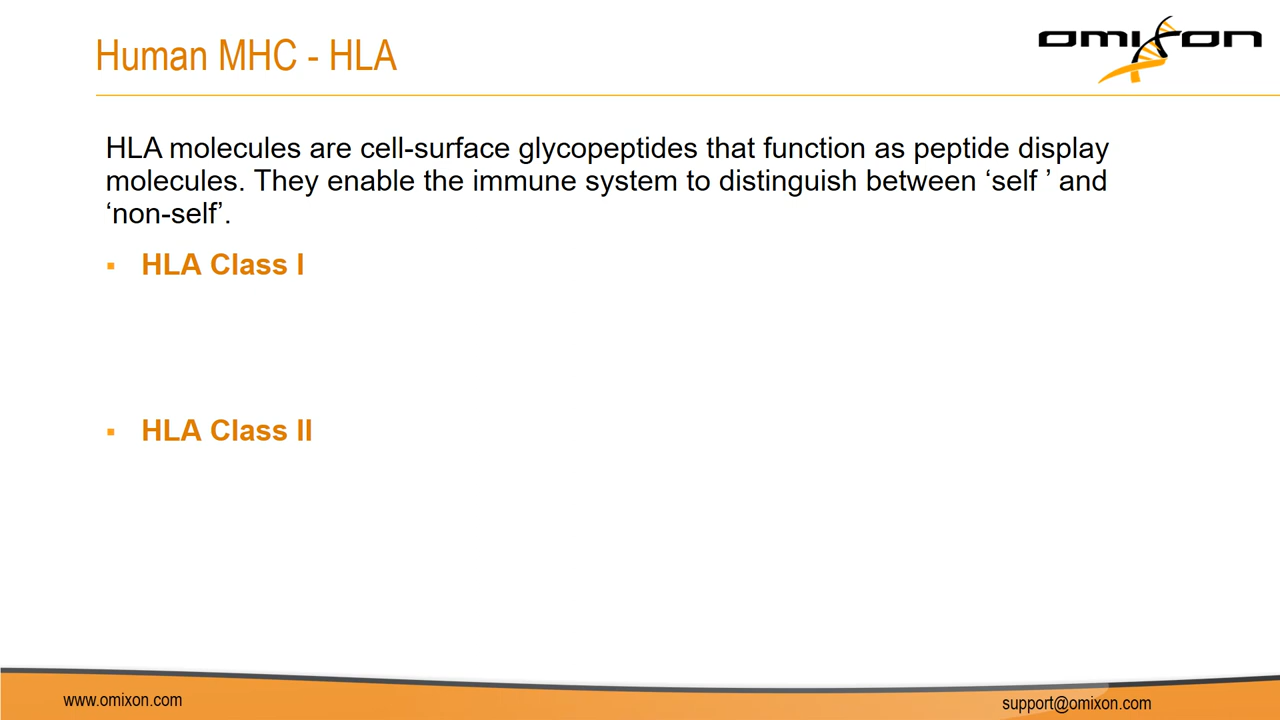 Human MHC - HLA
omixon
HLA molecules are cell-surface glycopeptides that function as peptide display
molecules. They enable the immune system to distinguish between ‘self ’ and
‘non-self’.
▪ HLA Class I
▪ HLA Class II
www.omixon.com
support@omixon.com